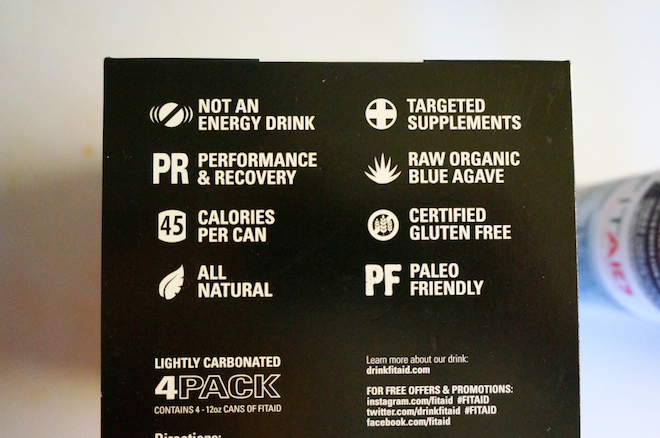 NOT AN
ENERGY DRINK
PR PERFORMANCE
& RECOVERY
45 CALORIES
PER CAN
ALL
NATURAL
TARGETED
SUPPLEMENTS
RAW ORGANIC
BLUE AGAVE
CERTIFIED
GLUTEN FREE
PF PALEO
FRIENDLY
LIGHTLY CARBONATED
4PACK
CONTAINS 4 - 12oz CANS OF FITAID
Directions:
Learn more about our drink:
drinkfitaid.com
FOR FREE OFFERS & PROMOTIONS:
instagram.com/fitaid #FITAID
twitter.com/drinkfitaid #FITAID
facebook.com/fitaid
FITAID